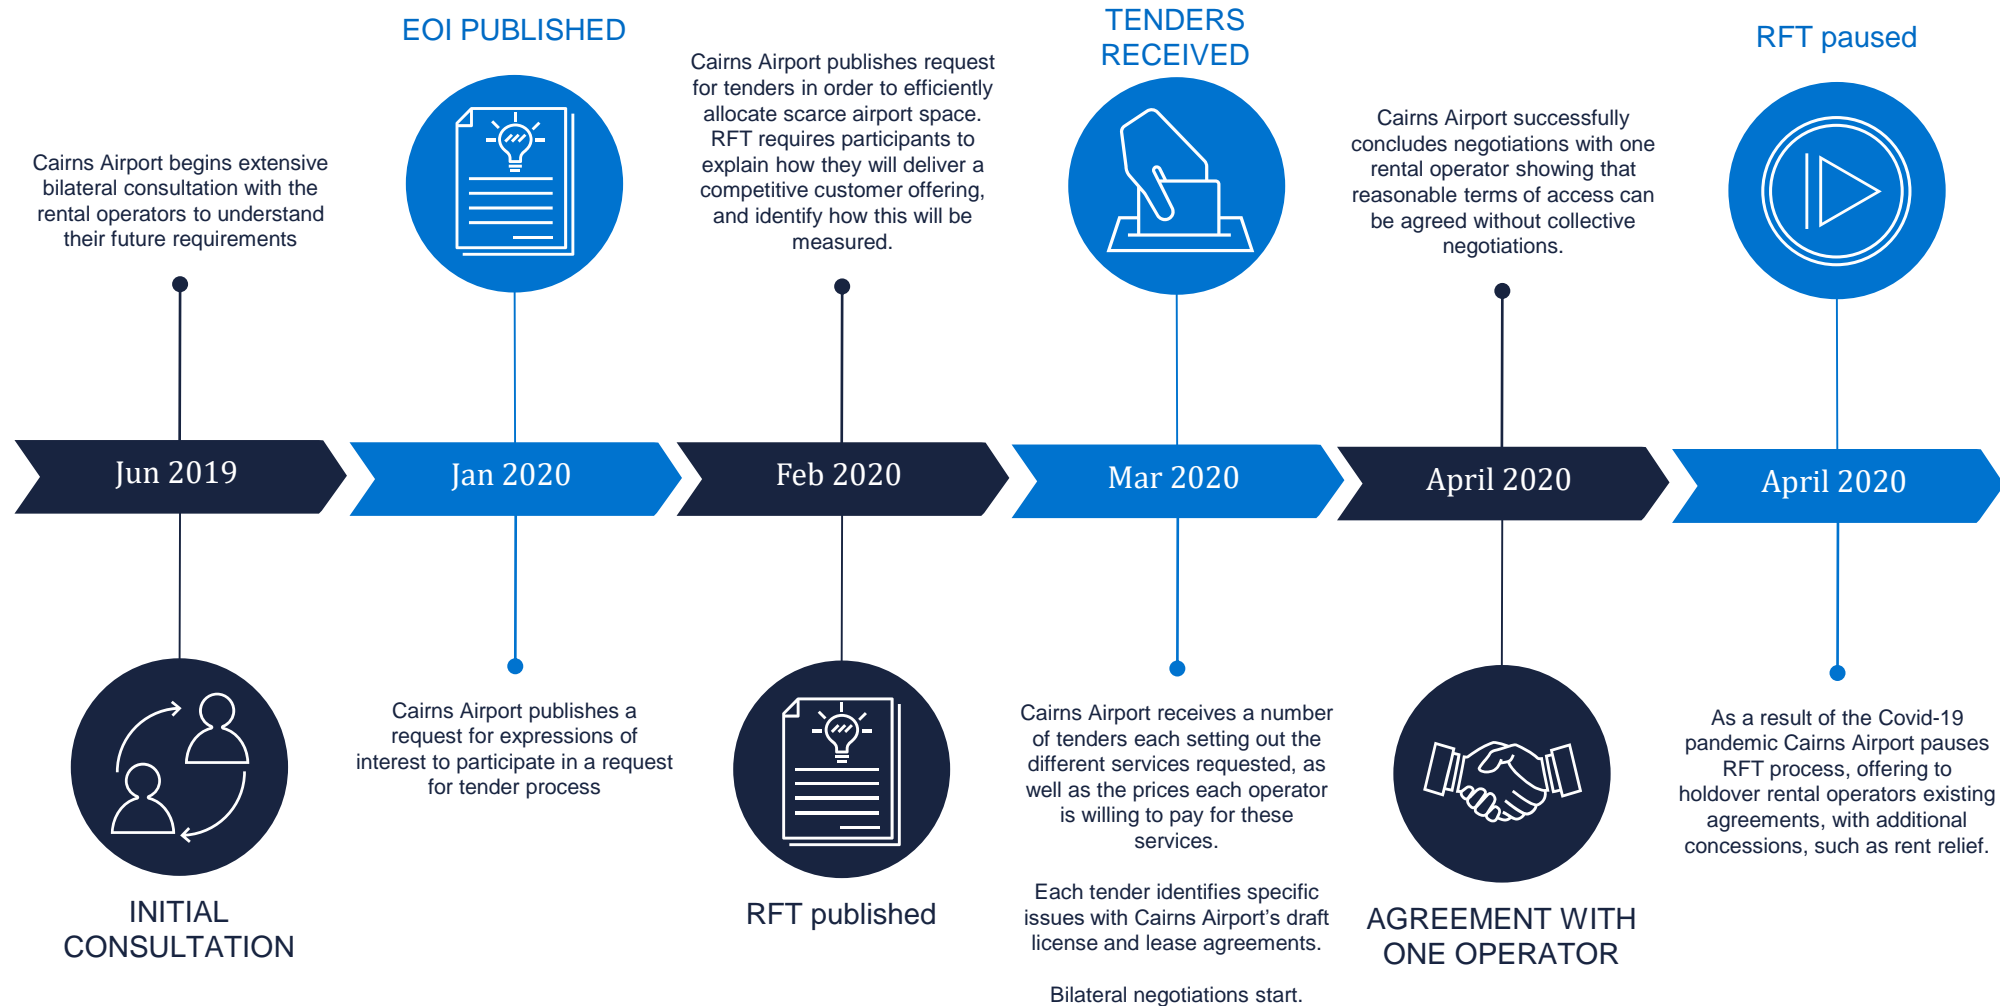 Cairns Airport begins extensive
bilateral consultation with the
rental operators to understand
their future requirements
Jun 2019
INITIAL
CONSULTATION
EOI PUBLISHED
Jan 2020
Cairns Airport publishes a
request for expressions of
interest to participate in a request
for tender process
Cairns Airport publishes request
for tenders in order to efficiently
allocate scarce airport space.
RFT requires participants to
explain how they will deliver a
competitive customer offering,
and identify how this will be
measured.
Feb 2020
RFT published
TENDERS
RECEIVED
Mar 2020
Cairns Airport receives a number
of tenders each setting out the
different services requested, as
well as the prices each operator
is willing to pay for these
services.
Each tender identifies specific
issues with Cairns Airport's draft
license and lease agreements.
Bilateral negotiations start.
Cairns Airport successfully
concludes negotiations with one
rental operator showing that
reasonable terms of access can
be agreed without collective
negotiations.
April 2020
AGREEMENT WITH
ONE OPERATOR
RFT paused
April 2020
As a result of the Covid-19
pandemic Cairns Airport pauses
RFT process, offering to
holdover rental operators existing
agreements, with additional
concessions, such as rent relief.